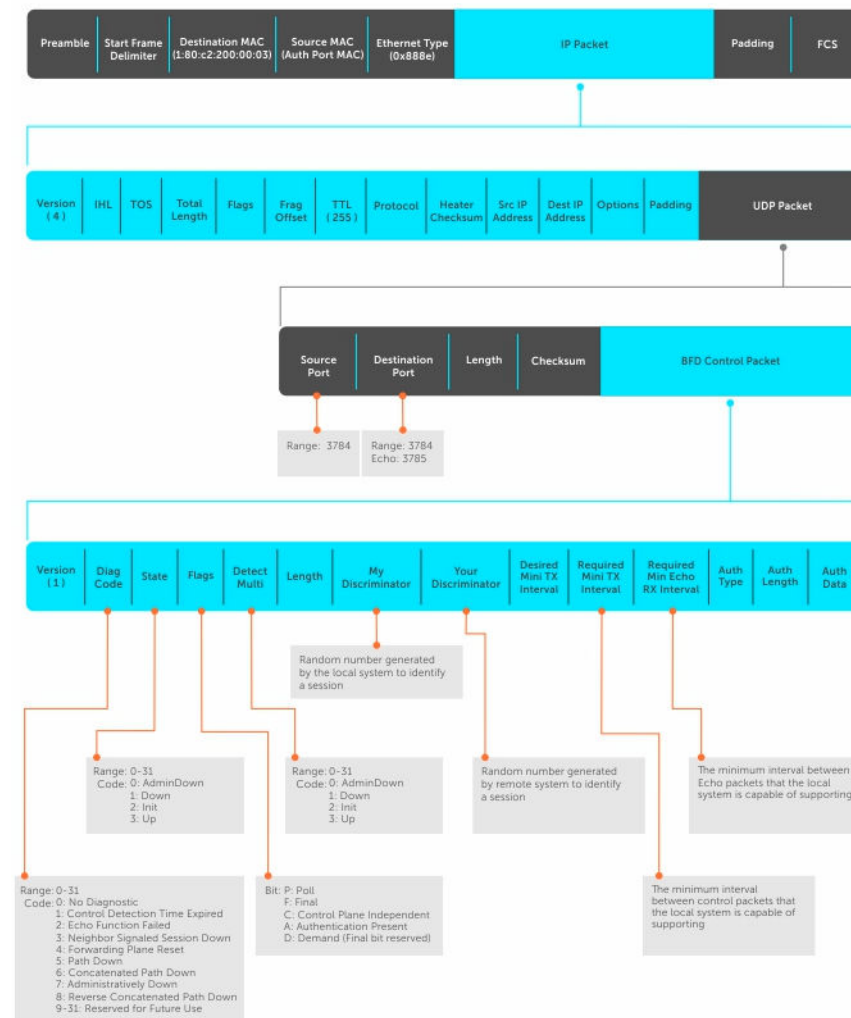 Preamble
Start Frame
Delimiter
Destination MAC
(1:80:c2:200:00:03)
Source MAC
(Auth Port MAC)
Ethernet Type
(0x888e)
IP Packet
Padding
FCS
Version
(4)
IHL
TOS
Total
Length
Flags
Frag
Offset
TTL
(255)
Protocol
Heater
Checksum
Src IP
Address
Dest IP
Address
Options
Padding
UDP Packet
Source
Port
Destination
Port
Length
Checksum
BFD Control Packet
Range: 3784
Range: 3784
Echo: 3785
Version
(1)
Diag
Code
State
Flags
Detect
Multi
Length
My
Discriminator
Your
Discriminator
Desired
Mini TX
Interval
Required
Mini TX
Interval
Required
Min Echo
RX Interval
Auth
Type
Auth
Length
Auth
Data
Random number generated
by the local system to identify
a session
Range: 0-31
Code: 0: AdminDown
1: Down
2: Init
3: Up
Range: 0-31
Code: 0: AdminDown
1: Down
2: Init
3: Up
Random number generated
by remote system to identify
a session
The minimum interval between
Echo packets that the local
system is capable of supporting
Range: 0-31
Code: 0: No Diagnostic
1: Control Detection Time Expired
2: Echo Function Failed
3: Neighbor Signaled Session Down
4: Forwarding Plane Reset
5: Path Down
6: Concatenated Path Down
7: Administratively Down
8: Reverse Concatenated Path Down
9-31: Reserved for Future Use
Bit: P: Poll
F: Final
C: Control Plane Independent
A: Authentication Present
D: Demand (Final bit reserved)
The minimum interval
between control packets that
the local system is capable of
supporting